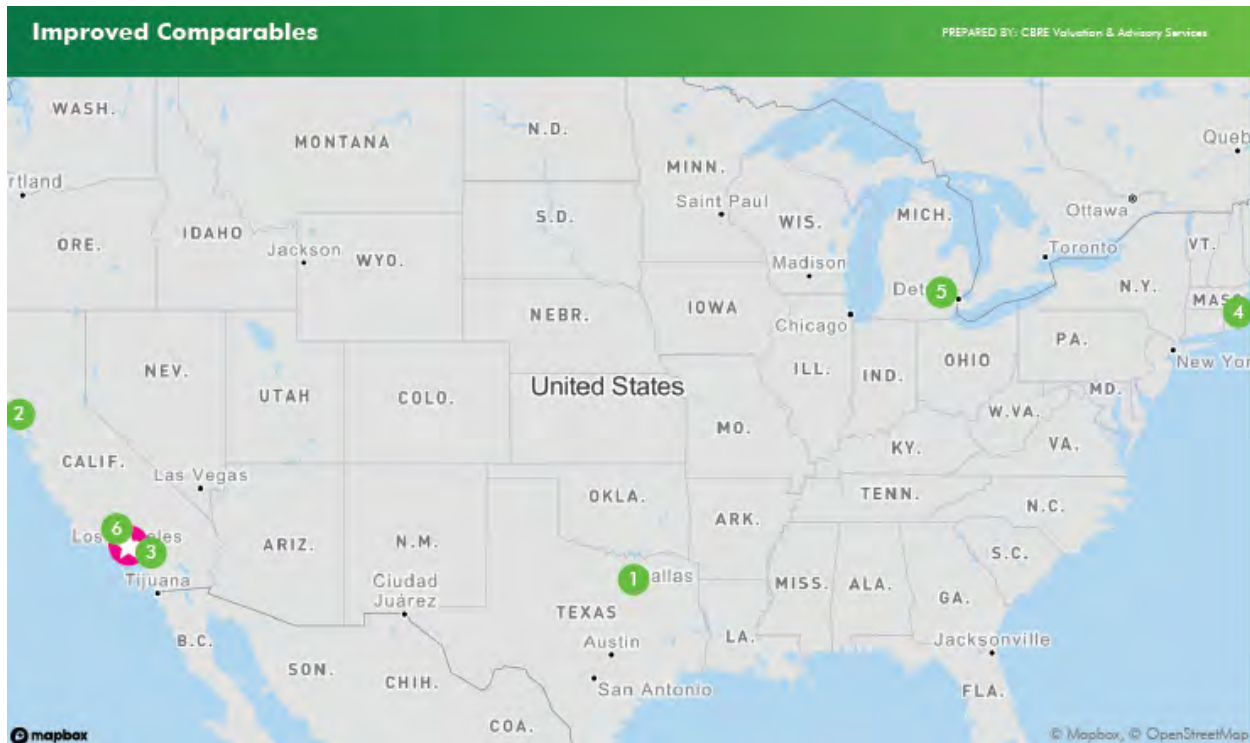 Improved Comparables
PREPARED BY: CBRE Valuation & Advisory Services
WASH.
MONTANA
N.D.
MINN.
Queb
rtland
Saint Paul
WIS.
MICH.
Ottawa
ORE.
IDAHO
S.D.
Jackson
WYO.
Toronto
VT.
Madison
Det
5
N.Y.
MASS
4
NEBR.
IOWA
Chicago
PA.
New Yor
NEV.
UTAH
COLO.
United States
ILL.
IND.
OHIO
MD.
2
W.VA.
MO.
KY.
VA.
CALIF.
Las Vegas
OKLA.
TENN.
N.C.
6
ARK.
Los
eles
3
ARIZ.
N.M.
S.C.
Tijuana
Ciudad
Juárez
1
allas
MISS.
ALA.
GA.
TEXAS
B.C.
Austin
LA.
Jacksonville
SON.
CHIH.
San Antonio
FLA.
COA.
mapbox
© Mapbox, © OpenStreetMap